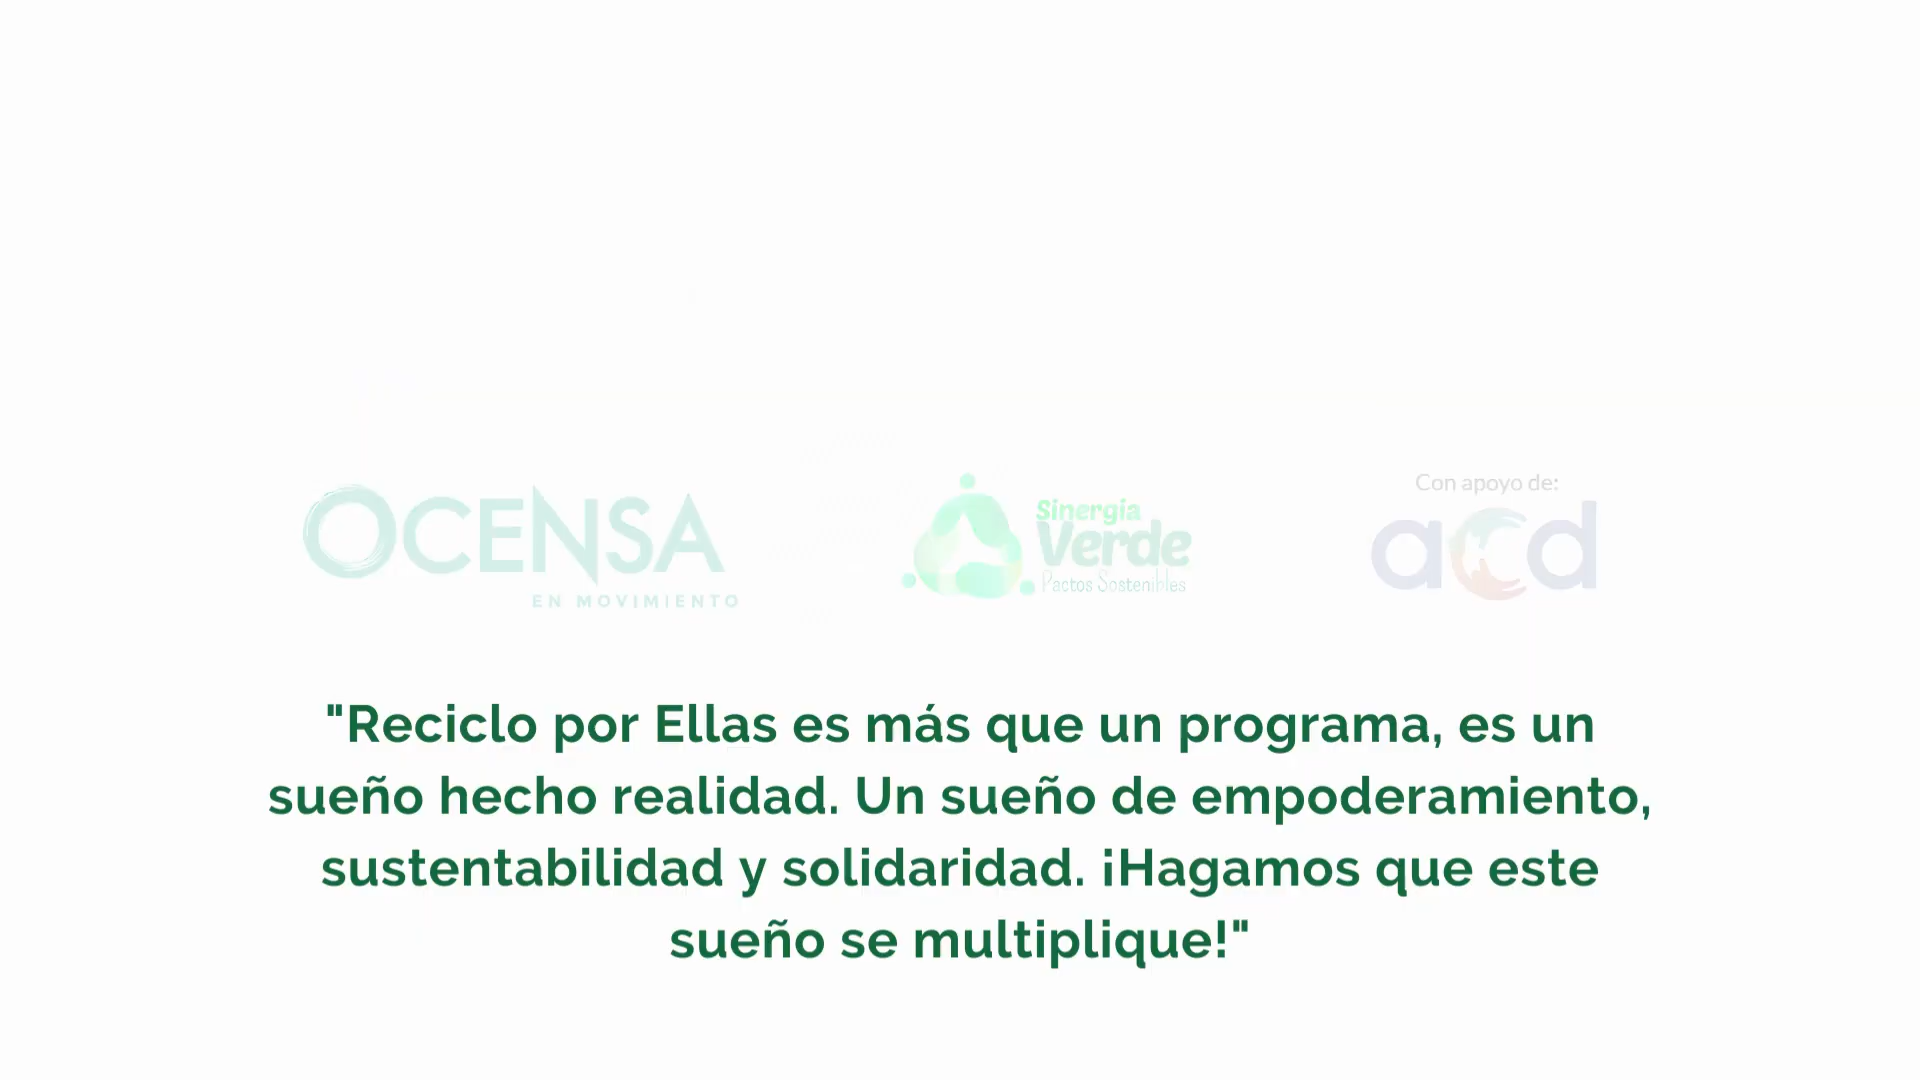 OCENSA
EN MOVIMIENTO
Sinergia
Verde
Pactos Sostenibles
Con apoyo de:
acd
"Reciclo por Ellas es más que un programa, es un
sueño hecho realidad. Un sueño de empoderamiento,
sustentabilidad y solidaridad. ¡Hagamos que este
sueño se multiplique!"